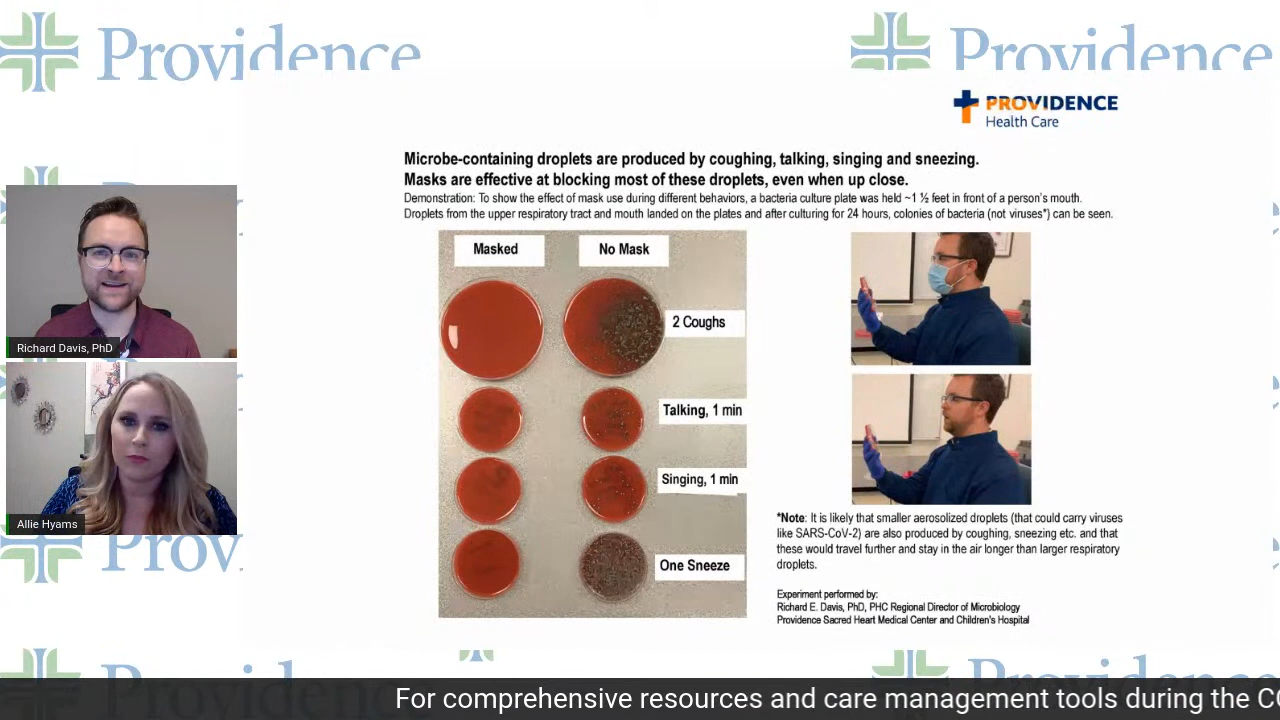 Providence
Providence
PROVIDENCE
Health Care
Microbe-containing droplets are produced by coughing, talking, singing and sneezing.
Masks are effective at blocking most of these droplets, even when up close.
Demonstration: To show the effect of mask use during different behaviors, a bacteria culture plate was held ~1 ½ feet in front of a person's mouth.
Droplets from the upper respiratory tract and mouth landed on the plates and after culturing for 24 hours, colonies of bacteria (not viruses*) can be seen.
Masked
No Mask
2 Coughs
Talking, 1 min
Singing, 1 min
One Sneeze
Richard Davis, PhD
Allie Hyams
*Note: It is likely that smaller aerosolized droplets (that could carry viruses
like SARS-CoV-2) are also produced by coughing, sneezing etc. and that
these would travel further and stay in the air longer than larger respiratory
droplets.
Experiment performed by:
Richard E. Davis, PhD, PHC Regional Director of Microbiology
Providence Sacred Heart Medical Center and Children's Hospital
Prov
Providence
Providence
For comprehensive resources and care management tools during the C